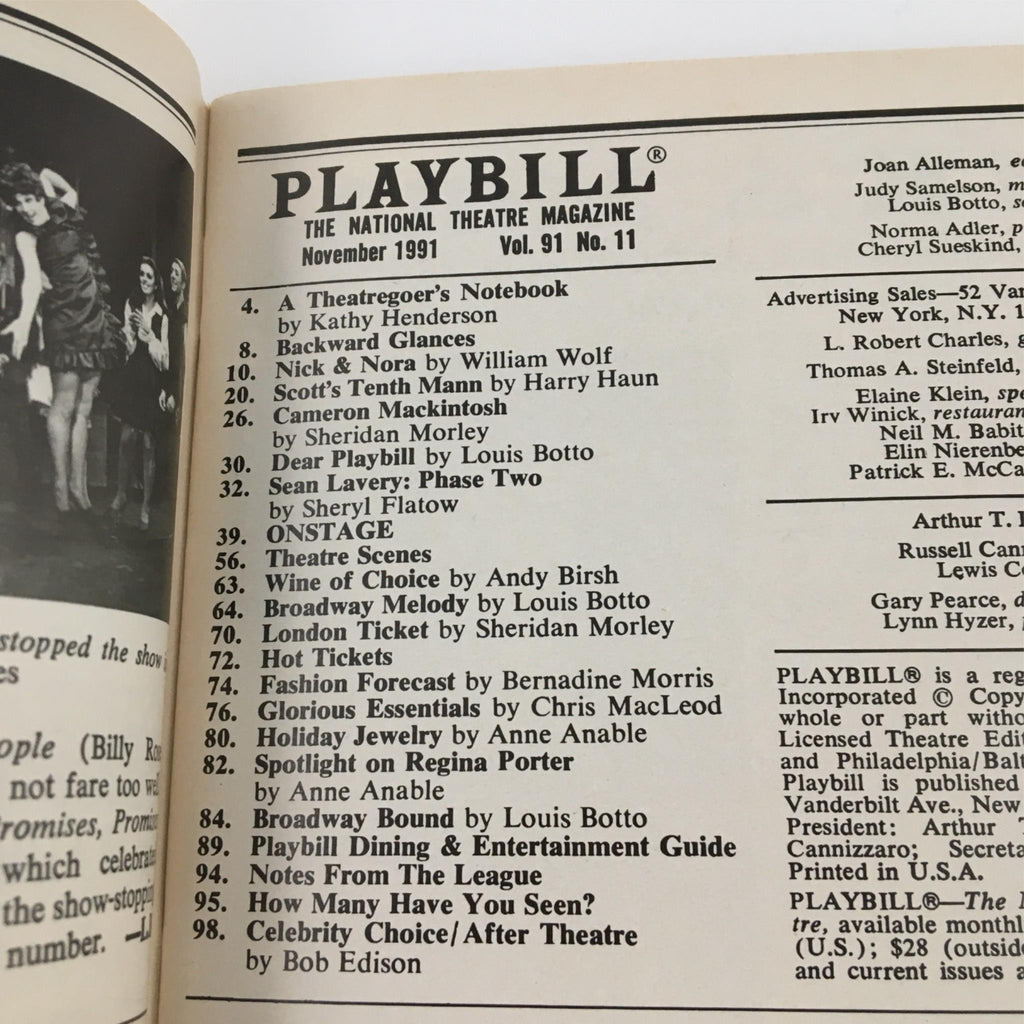 stopped the show
ople (Billy
not fare too
romises,
which
the
number.
PLAYBILL®
THE NATIONAL THEATRE MAGAZINE
November 1991 Vol. 91 No. 11
4. A Theatregoer's Notebook
by Kathy Henderson
8. Backward Glances
10. Nick & Nora by William Wolf
20. Scott's Tenth Mann by Harry Haun
26. Cameron Mackintosh
by Sheridan Morley
30. Dear Playbill by Louis Botto
32. Sean Lavery: Phase Two
by Sheryl Flatow
39. ONSTAGE
56. Theatre Scenes
63. Wine of Choice by Andy Birsh
64. Broadway Melody by Louis Botto
70. London Ticket by Sheridan Morley
72. Hot Tickets
74. Fashion Forecast by Bernadine Morris
76. Glorious Essentials by Chris MacLeod
80. Holiday Jewelry by Anne Anable
82. Spotlight on Regina Porter
by Anne Anable
84. Broadway Bound by Louis Botto
89. Playbill Dining & Entertainment Guide
94. Notes From The League
95. How Many Have You Seen?
98. Celebrity Choice/After Theatre
by Bob Edison
Joan Alleman,
Judy Samelson,
Louis Botto,
Norma Adler,
Cheryl Sueskind,
Advertising Sales—52
New York, N.Y.
L. Robert Charles,
Thomas A. Steinfeld,
Elaine Klein,
Irv Winick,
Neil M.
Elin
Patrick E.
Arthur T.
Russell
Lewis
Gary Pearce,
Lynn Hyzer,
PLAYBILL® is a
Incorporated ©
whole or part
Licensed Theatre
and
Playbill is published
Vanderbilt Ave., New
President: Arthur
Cannizzaro;
Printed in U.S.A.
PLAYBILL®—The
tre, available
(U.S.); $28
and current issues